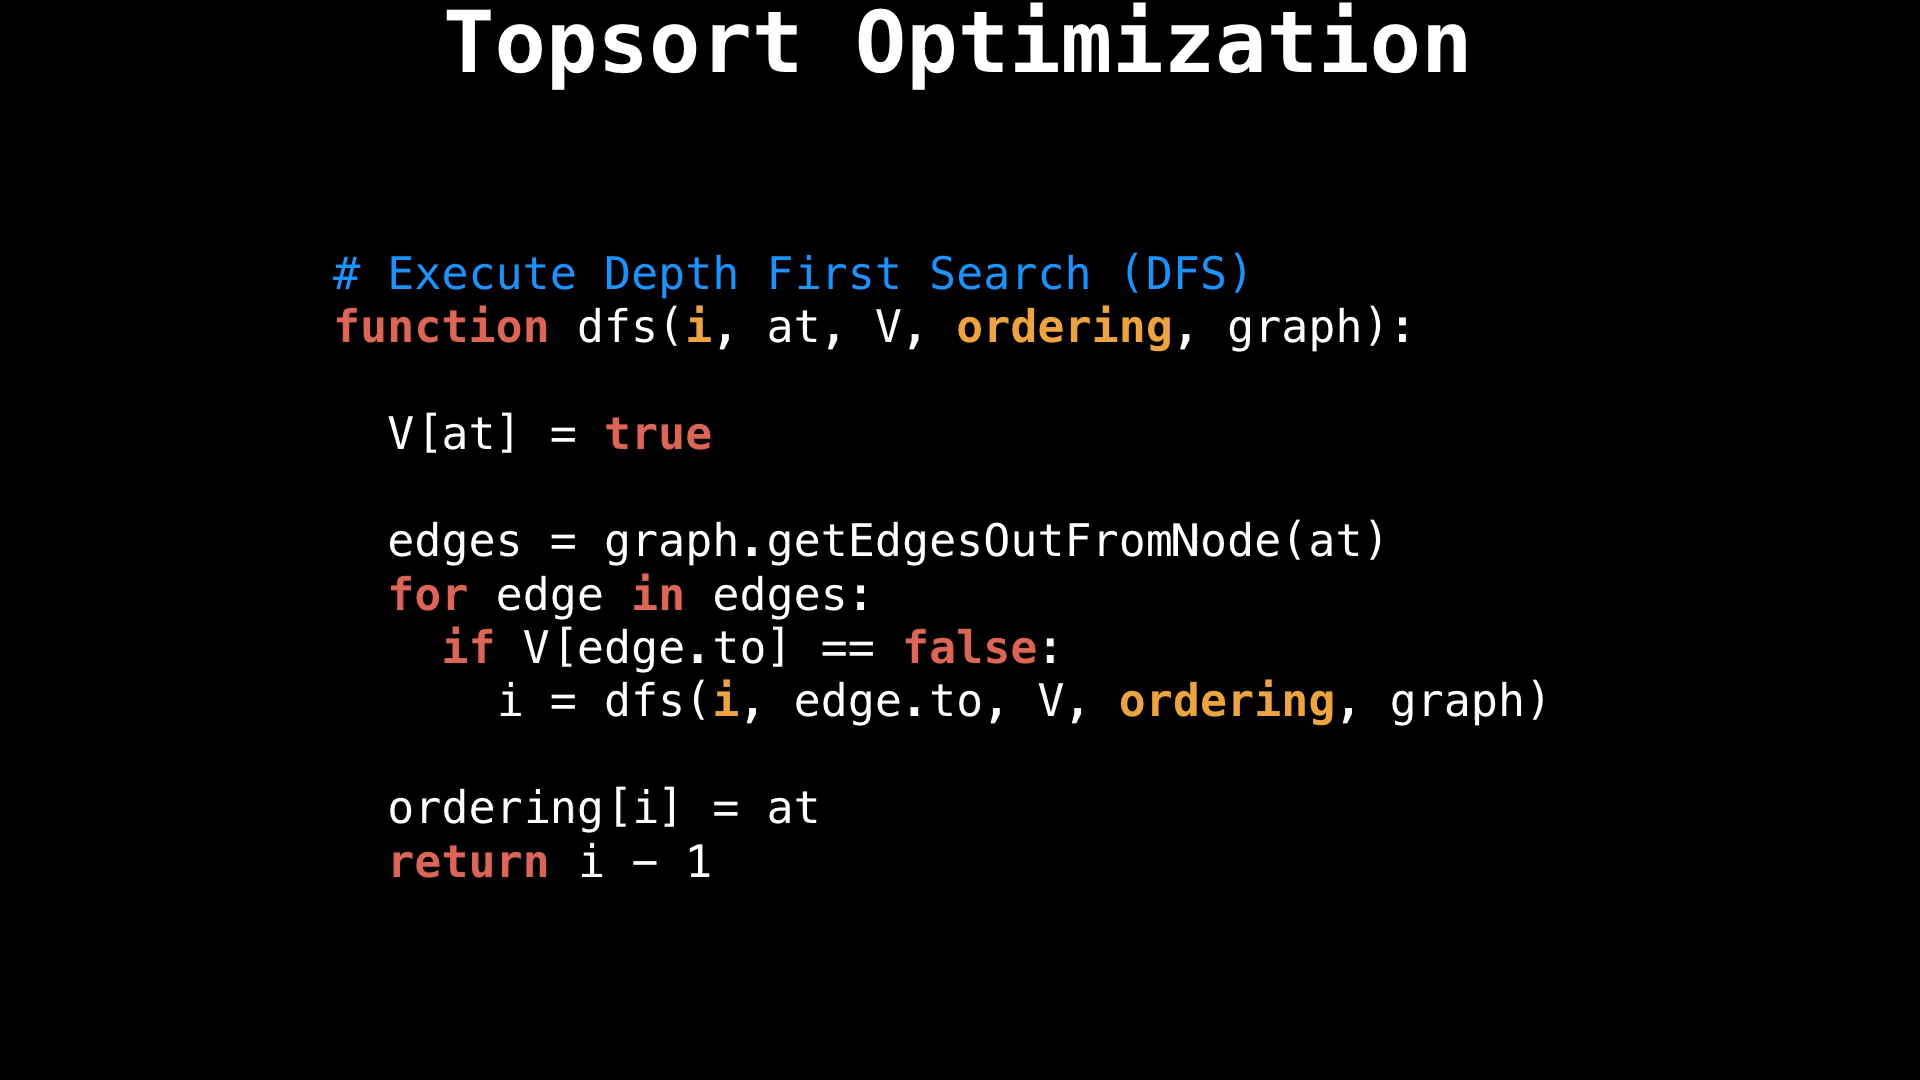 Topsort Optimization
# Execute Depth First Search (DFS)
function dfs(i, at, V, ordering, graph):
V[at] = true
edges = graph.getEdgesOutFromNode(at)
for edge in edges:
if V[edge.to] == false:
i = dfs(i, edge.to, V, ordering, graph)
ordering[i] = at
return i - 1